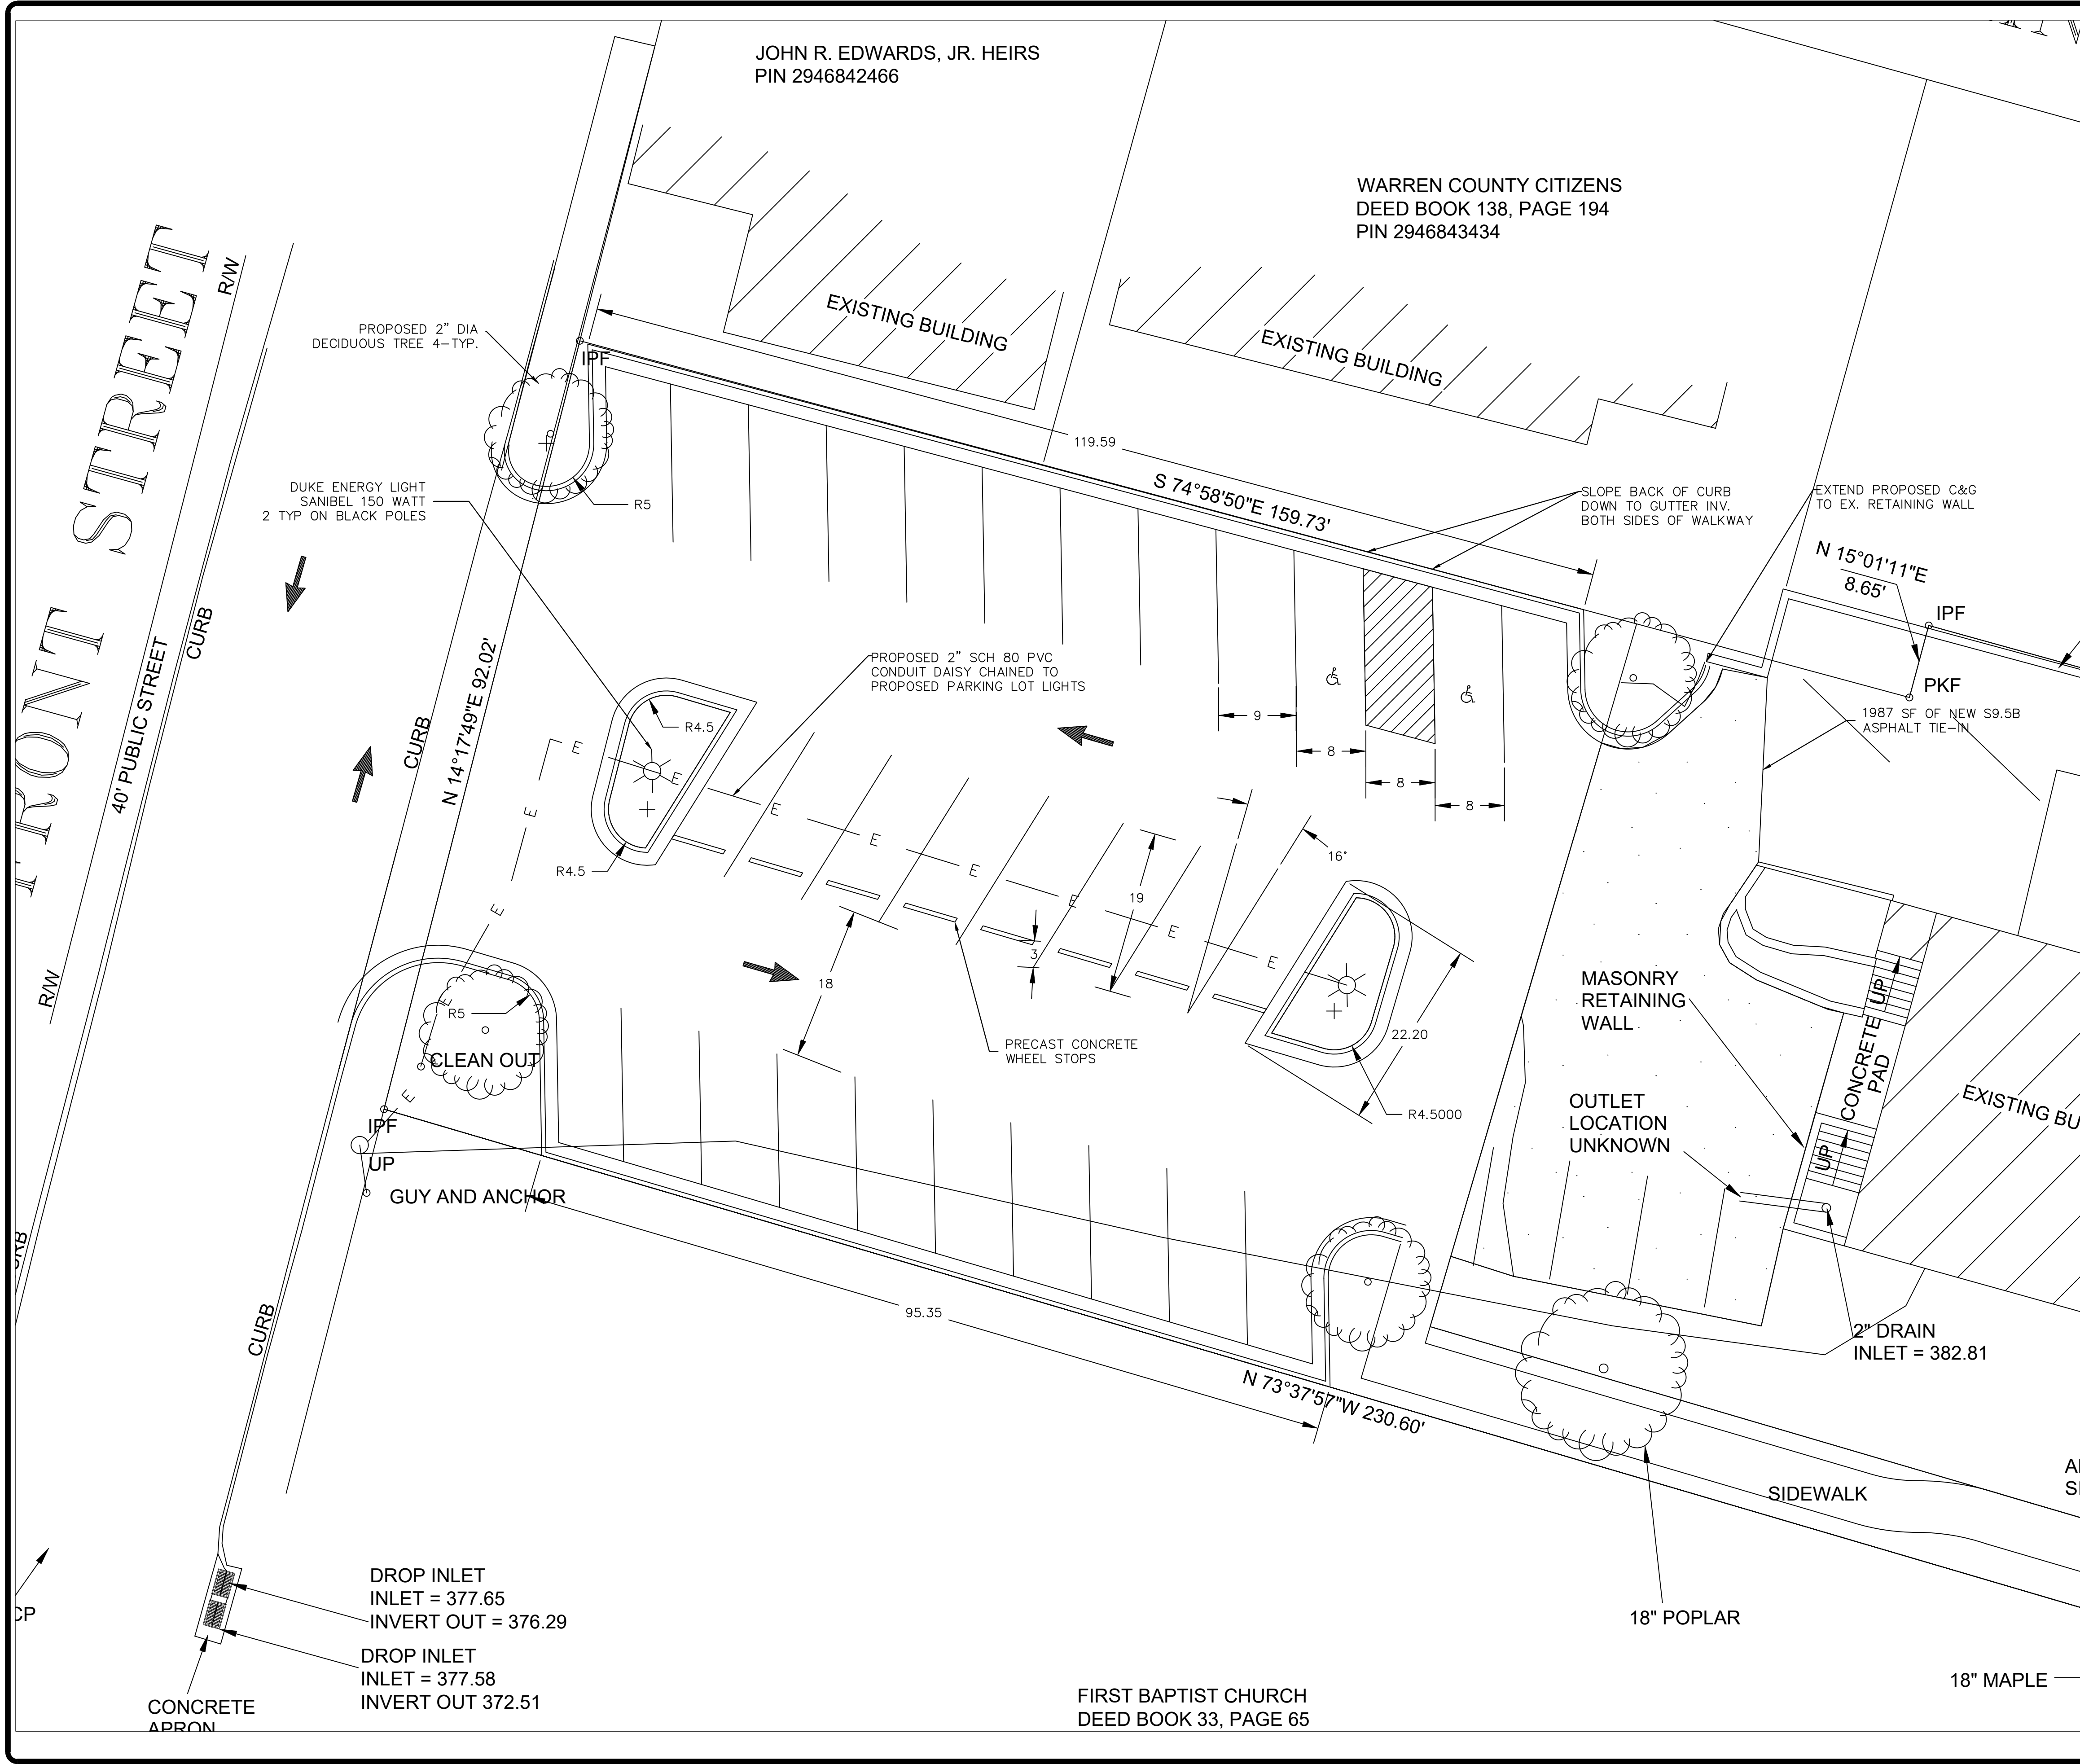 JOHN R. EDWARDS, JR. HEIRS
PIN 2946842466
WARREN COUNTY CITIZENS
DEED BOOK 138, PAGE 194
PIN 2946843434
STREET
R/W
EXISTING BUILDING
EXISTING BUILDING
PROPOSED 2" DIA
DECIDUOUS TREE 4-TYP.
IPF
119.59
S 74°58'50"E 159.73'
DUKE ENERGY LIGHT
SANIBEL 150 WATT
2 TYP ON BLACK POLES
R5
SLOPE BACK OF CURB
DOWN TO GUTTER INV.
BOTH SIDES OF WALKWAY
EXTEND PROPOSED C&G
TO EX. RETAINING WALL
N 15°01'11"E
8.65'
IPF
PKF
1987 SF OF NEW S9.5B
ASPHALT TIE-IN
FRONT
40' PUBLIC STREET
CURB
CURB
N 14°17'49"E 92.02'
PROPOSED 2" SCH 80 PVC
CONDUIT DAISY CHAINED TO
PROPOSED PARKING LOT LIGHTS
R4.5
9
8
8
8
E
E
E
E
E
E
E
E
E
E
E
E
E
R4.5
16°
19
3
18
R/W
R5
CLEAN OUT
PRECAST CONCRETE
WHEEL STOPS
22.20
R4.5000
MASONRY
RETAINING
WALL
UP
CONCRETE
PAD
UP
EXISTING BU
OUTLET
LOCATION
UNKNOWN
IPF
UP
GUY AND ANCHOR
95.35
CURB
N 73°37'57"W 230.60'
2" DRAIN
INLET = 382.81
SIDEWALK
18" POPLAR
18" MAPLE
DROP INLET
INLET = 377.65
INVERT OUT = 376.29
DROP INLET
INLET = 377.58
INVERT OUT 372.51
CONCRETE
APRON
CP
FIRST BAPTIST CHURCH
DEED BOOK 33, PAGE 65